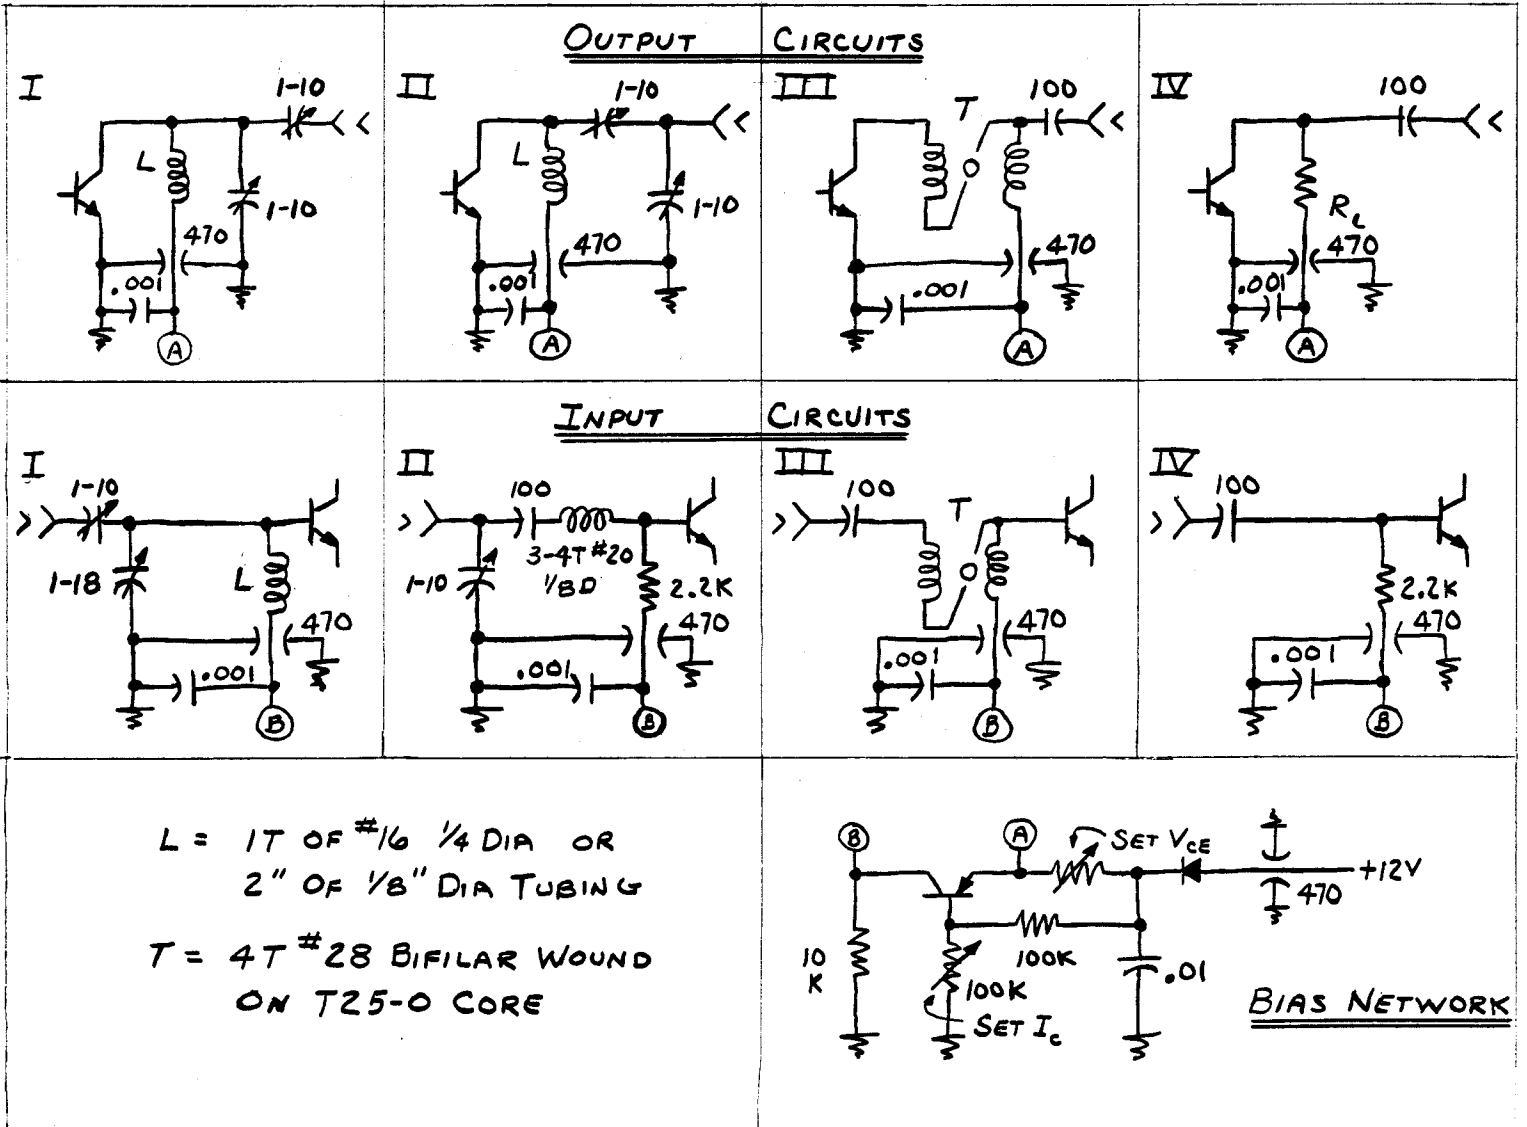 OUTPUT CIRCUITS
I
1-10
L
1-10
470
.001
A
II
1-10
L
1-10
470
.001
A
III
T
100
470
.001
A
IV
100
RL
470
.001
A
INPUT CIRCUITS
I
1-10
1-18
L
470
.001
B
II
100
3-4T #20
1/8 D
1-10
2.2K
470
.001
B
III
100
T
470
.001
B
IV
100
2.2K
470
.001
B
L = 1T OF #16 1/4 DIA OR
2" OF 1/8" DIA TUBING
T = 4T #28 BIFILAR WOUND
ON T25-0 CORE
B
A
SET VCE
+12V
470
10
K
100K
100K
.01
SET Ic
BIAS NETWORK